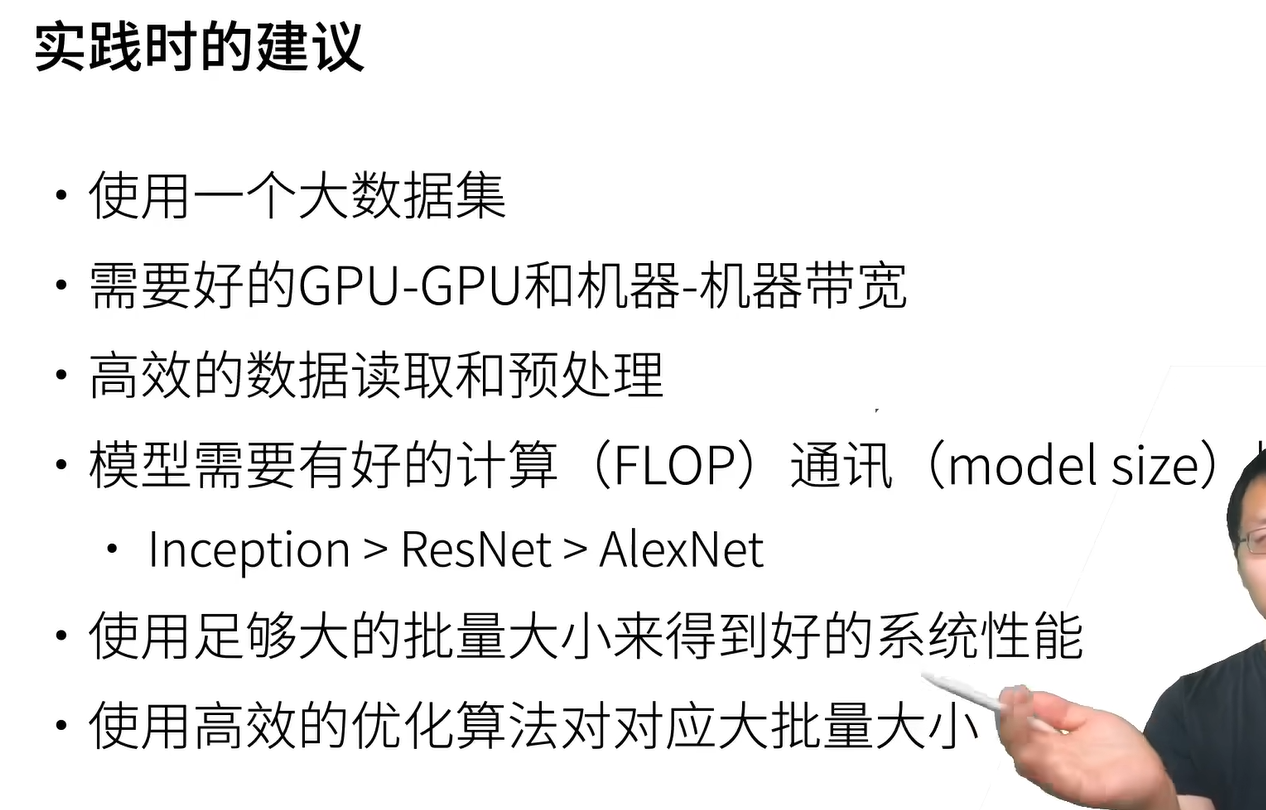 实践时的建议
• 使用一个大数据集
• 需要好的GPU-GPU和机器-机器带宽
• 高效的数据读取和预处理
• 模型需要有好的计算（FLOP）通讯（model size）
• Inception > ResNet > AlexNet
• 使用足够大的批量大小来得到好的系统性能
• 使用高效的优化算法对对应大批量大小